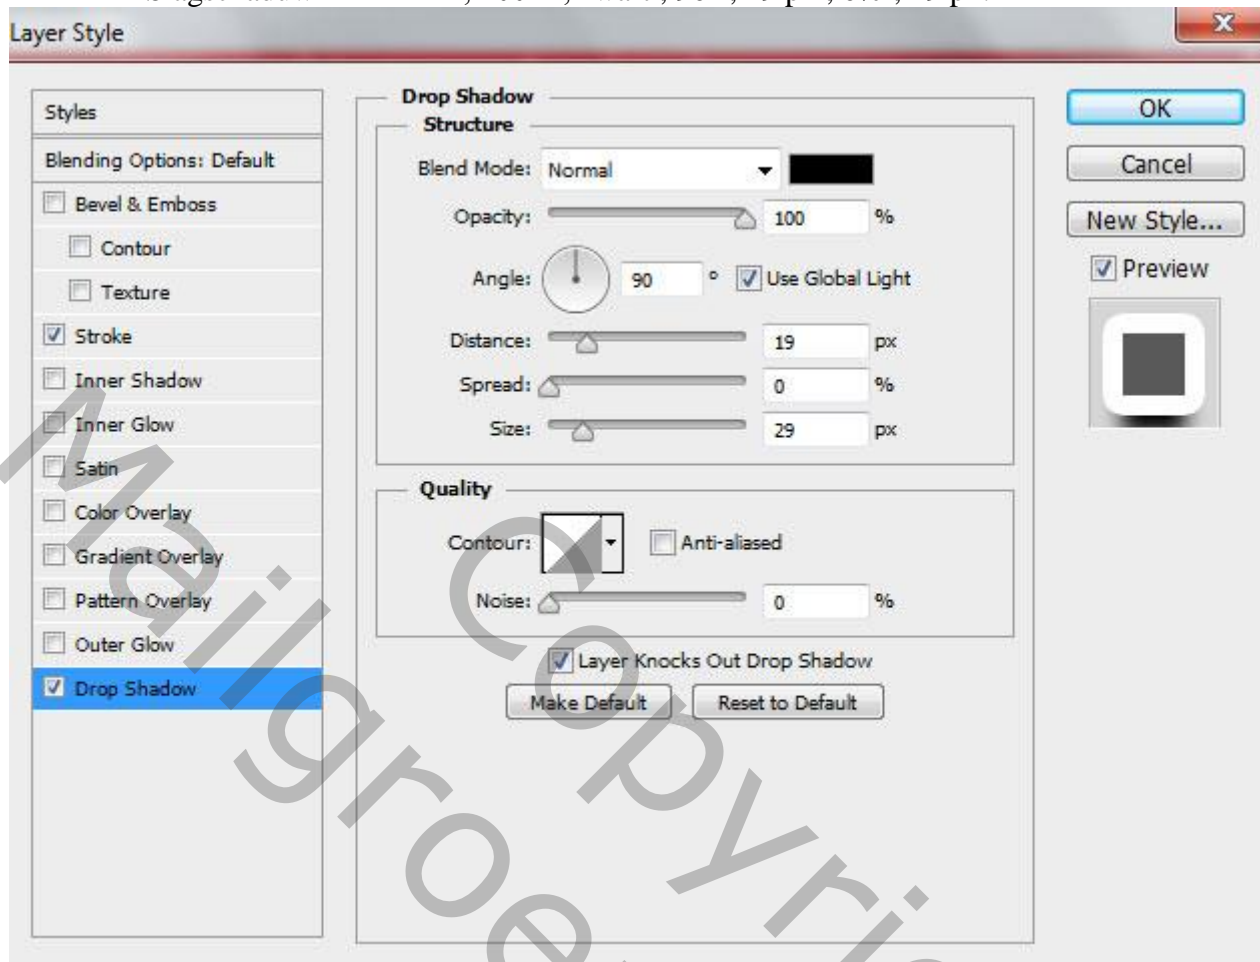 Layer Style
Styles
Blending Options: Default
Bevel & Emboss
Contour
Texture
Stroke
Inner Shadow
Inner Glow
Satin
Color Overlay
Gradient Overlay
Pattern Overlay
Outer Glow
Drop Shadow
Drop Shadow
Structure
Blend Mode: Normal
Opacity: 100 %
Angle: 90 ° Use Global Light
Distance: 19 px
Spread: 0 %
Size: 29 px
Quality
Contour: Anti-aliased
Noise: 0 %
Layer Knocks Out Drop Shadow
Make Default Reset to Default
OK
Cancel
New Style...
Preview